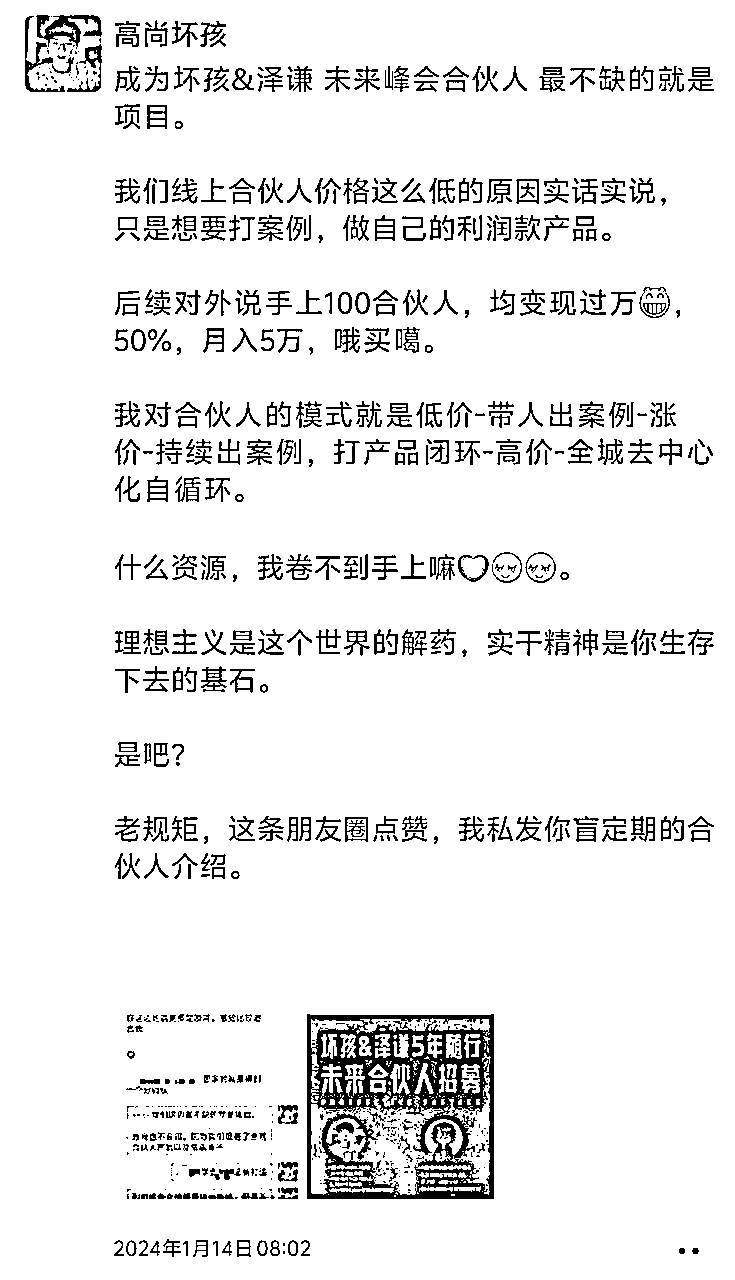 高尚坏孩
成为坏孩&泽谦 未来峰会合伙人 最不缺的就是
项目。
我们线上合伙人价格这么低的原因实话实说，
只是想要打案例，做自己的利润款产品。
后续对外说手上100合伙人，均变现过万😁，
50%，月入5万，哦买噶。
我对合伙人的模式就是低价-带人出案例-涨
价-持续出案例，打产品闭环-高价-全城去中心
化自循环。
什么资源，我卷不到手上嘛
理想主义是这个世界的解药，实干精神是你生存
下去的基石。
是吧？
老规矩，这条朋友圈点赞，我私发你盲定期的合
伙人介绍。
坏孩&泽谦5年随行
未来合伙人招募
2024年1月14日 08:02